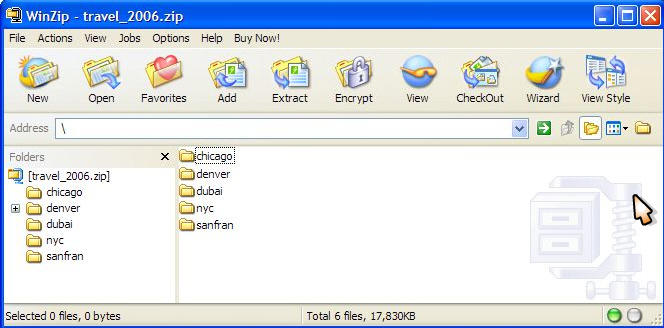 WinZip - travel_2006.zip
File Actions View Jobs Options Help Buy Now!
New Open Favorites Add Extract Encrypt View CheckOut Wizard View Style
Address \
Folders
[travel_2006.zip]
chicago
denver
dubai
nyc
sanfran
chicago
denver
dubai
nyc
sanfran
Selected 0 files, 0 bytes Total 6 files, 17,830KB